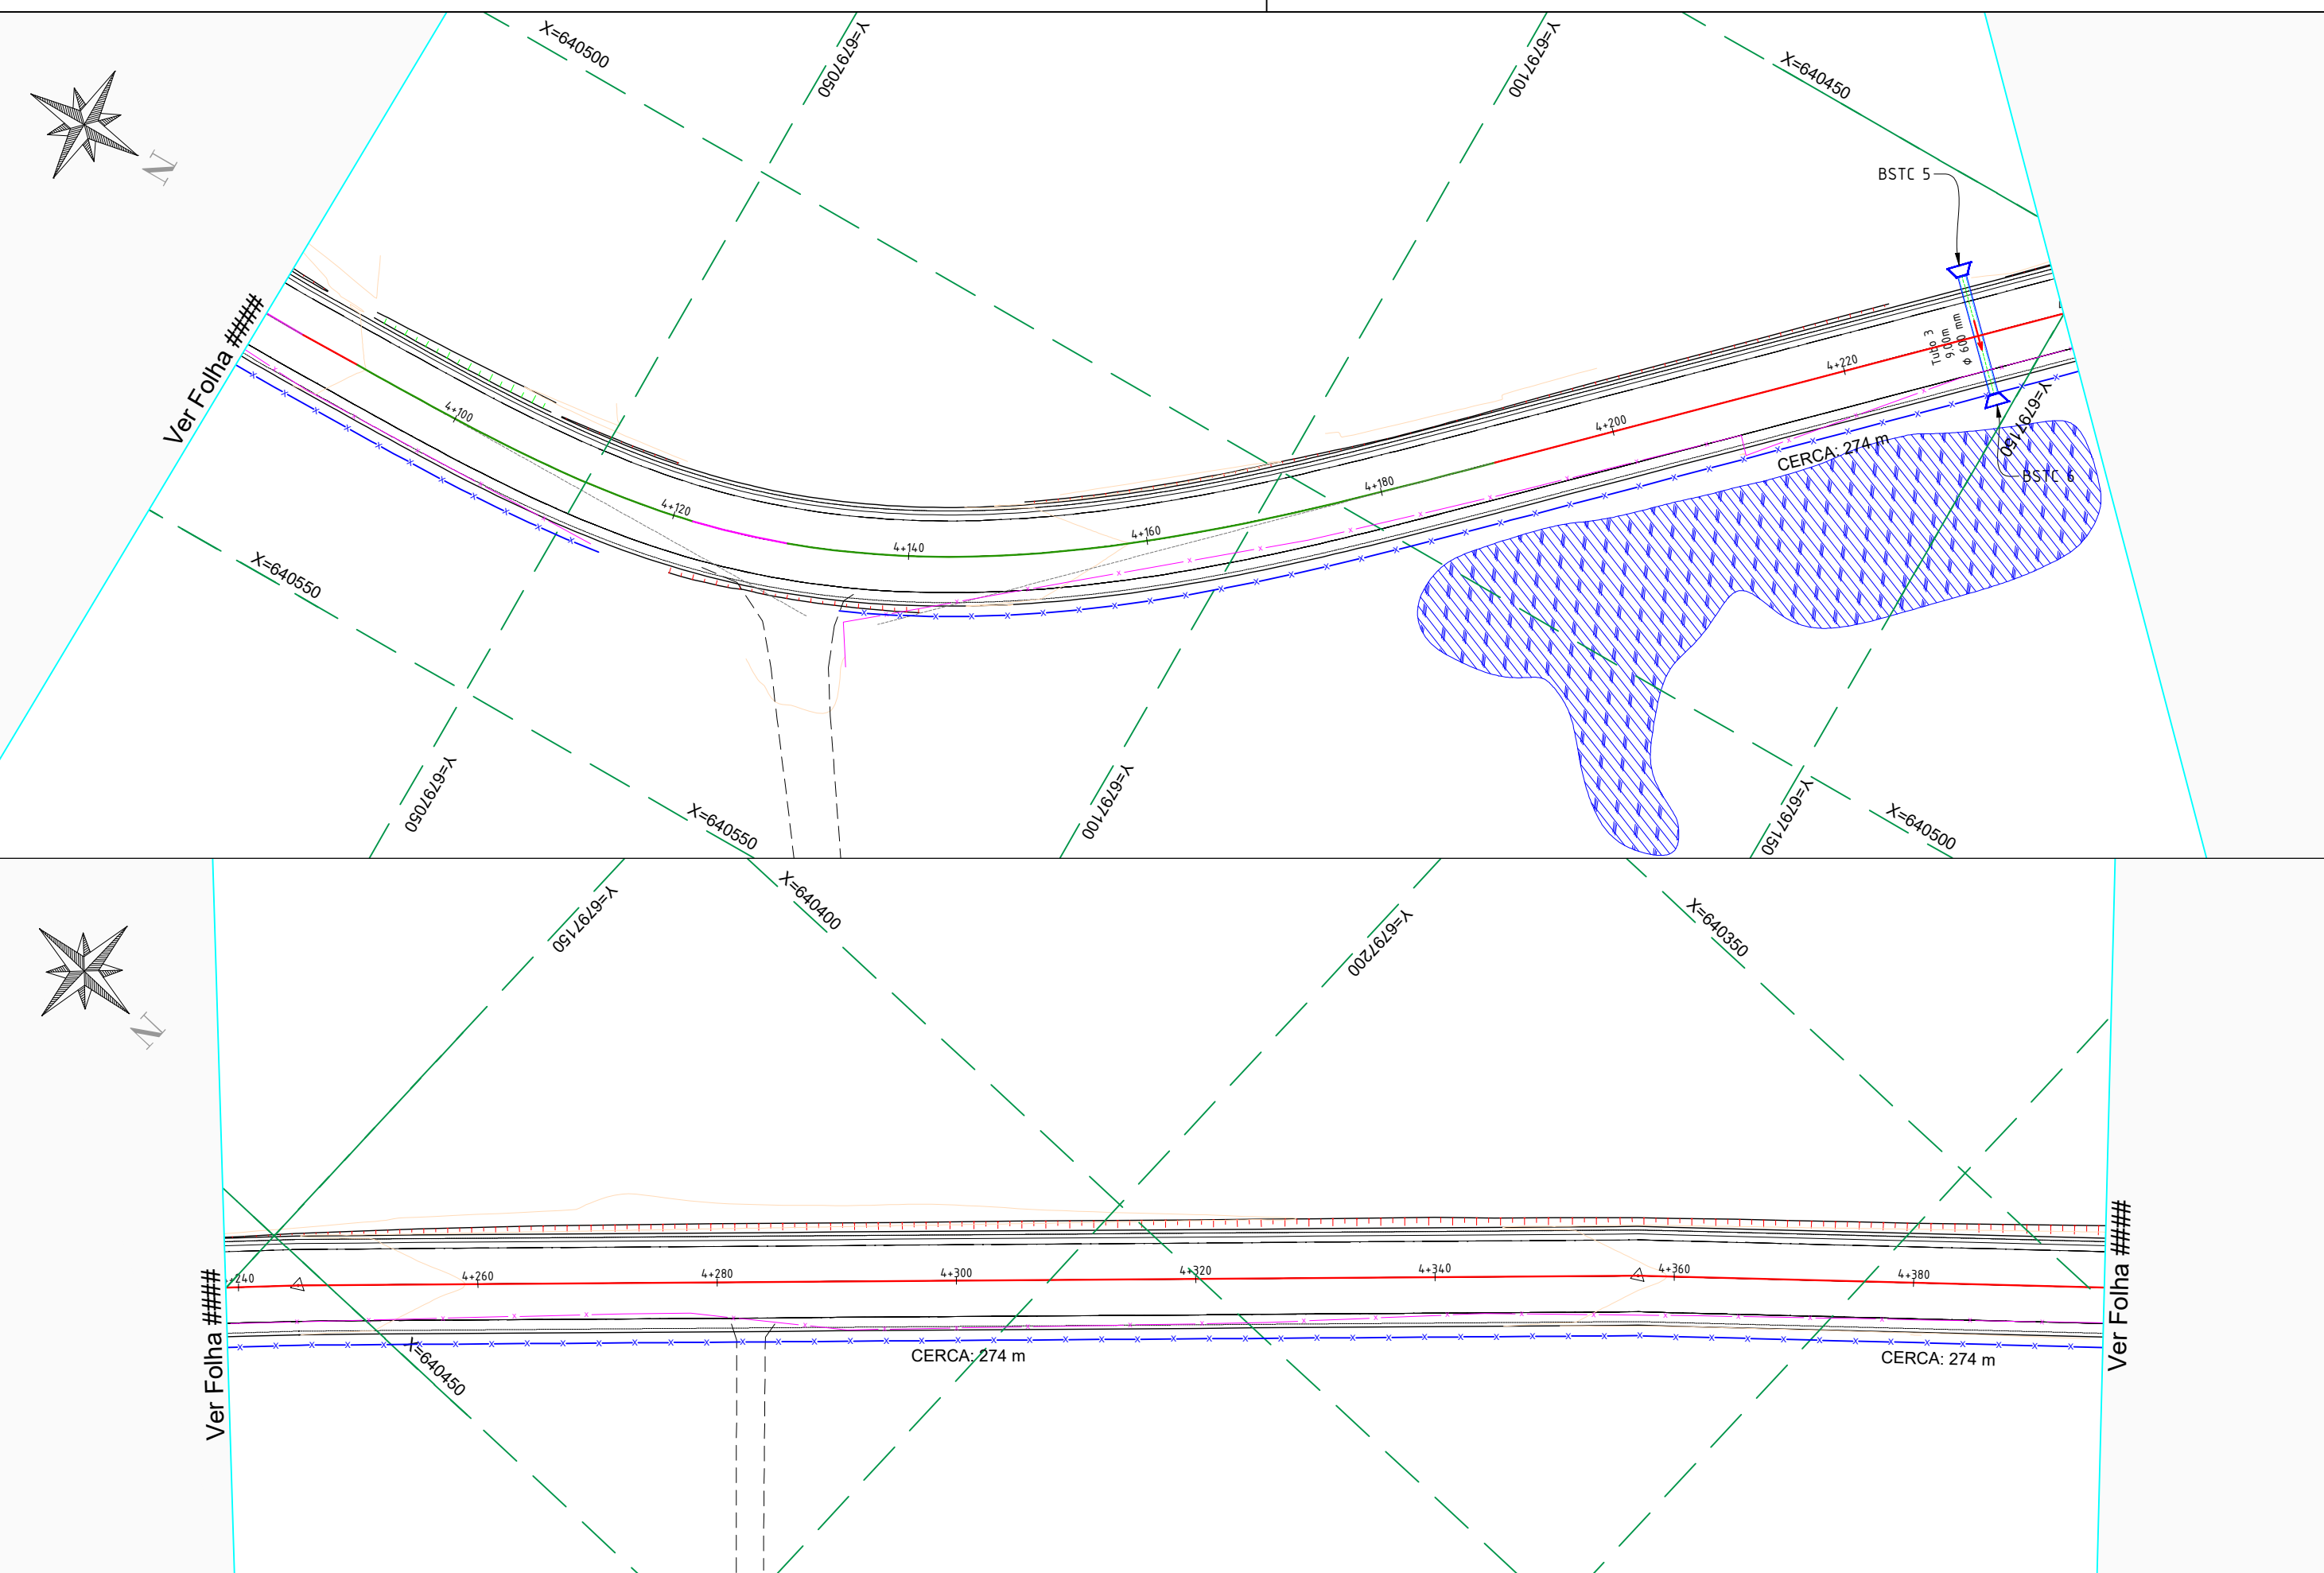 X=640500
Y=6797050
Y=6797100
X=640450
N
BSTC 5
Ver Folha ####
Tubo 3
9.00m
Ø 600 mm
4+100
4+120
4+140
4+160
4+180
4+200
4+220
CERCA: 274 m
Y=6797150
BSTC 6
X=640550
Y=6797050
X=640550
Y=6797100
Y=6797150
X=640500
N
Y=6797150
X=640400
Y=6797200
X=640350
Ver Folha ####
4+240
4+260
4+280
4+300
4+320
4+340
4+360
4+380
Ver Folha ####
X=640450
CERCA: 274 m
CERCA: 274 m